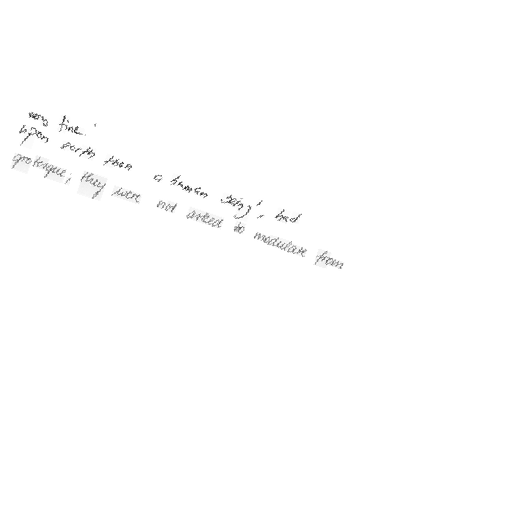 very fine.'
upon earth than a human being', had
grotesque, they were not asked to modulate from